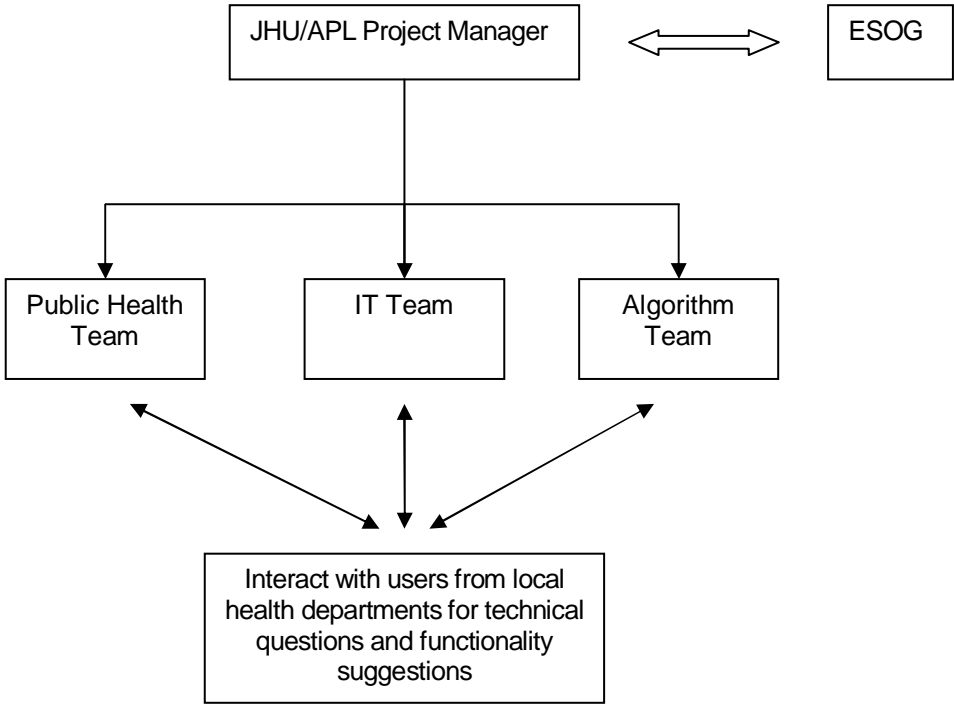 JHU/APL Project Manager
ESOG
Public Health
Team
IT Team
Algorithm
Team
Interact with users from local
health departments for technical
questions and functionality
suggestions